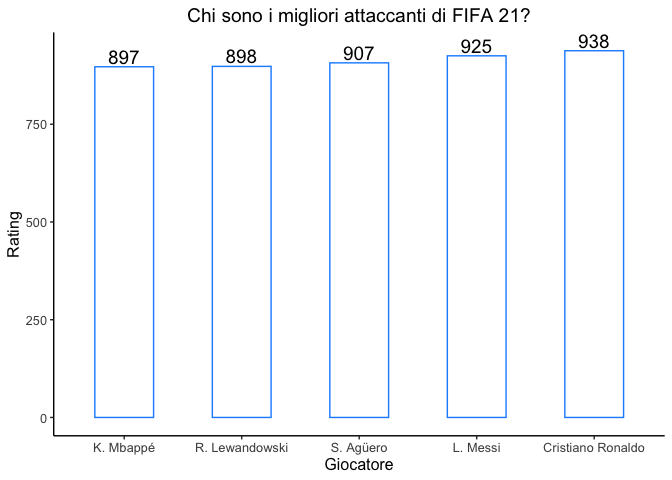 Chi sono i migliori attaccanti di FIFA 21?
897
898
907
925
938
750
500
250
0
Rating
K. Mbappé
R. Lewandowski
S. Agüero
L. Messi
Cristiano Ronaldo
Giocatore